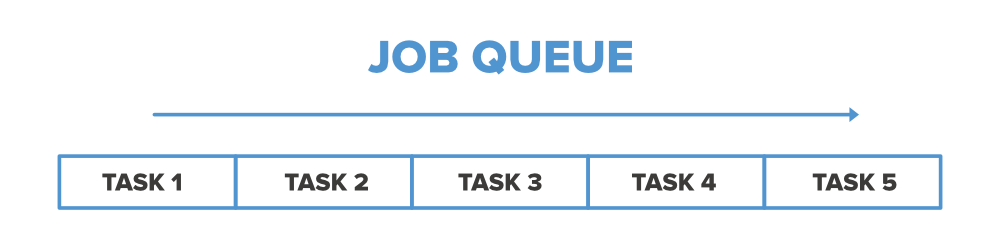 JOB QUEUE
TASK 1 TASK 2 TASK 3 TASK 4 TASK 5